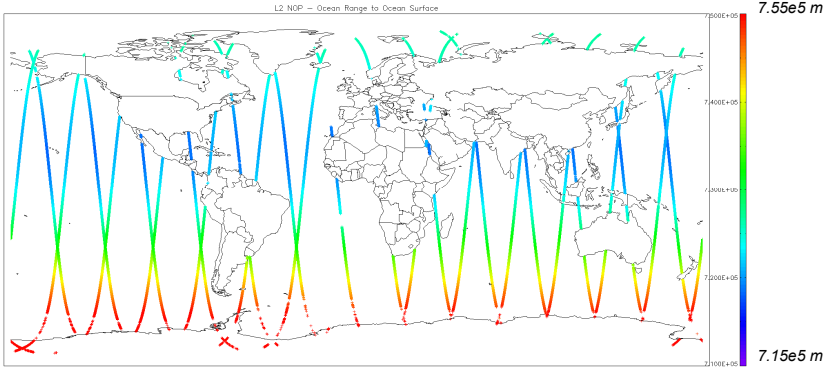 L2 NOP — Ocean Range to Ocean Surface
7.55e5 m
7.500E+05
7.400E+05
7.300E+05
7.200E+05
7.15e5 m
7.100E+05